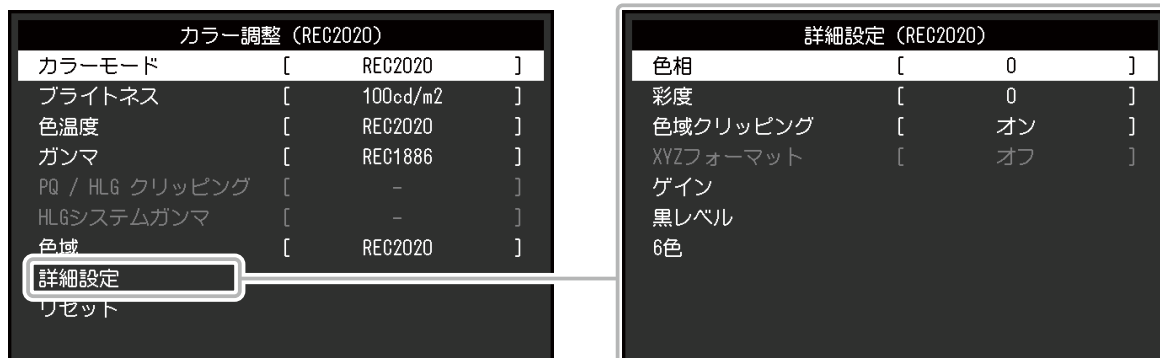 カラー調整 (REC2020)
カラーモード [ REC2020 ]
ブライトネス [ 100cd/m2 ]
色温度 [ REC2020 ]
ガンマ [ REC1886 ]
PQ / HLG クリッピング [ - ]
HLGシステムガンマ [ - ]
色域 [ REC2020 ]
詳細設定
リセット
詳細設定 (REC2020)
色相 [ 0 ]
彩度 [ 0 ]
色域クリッピング [ オン ]
XYZフォーマット [ オフ ]
ゲイン
黒レベル
6色